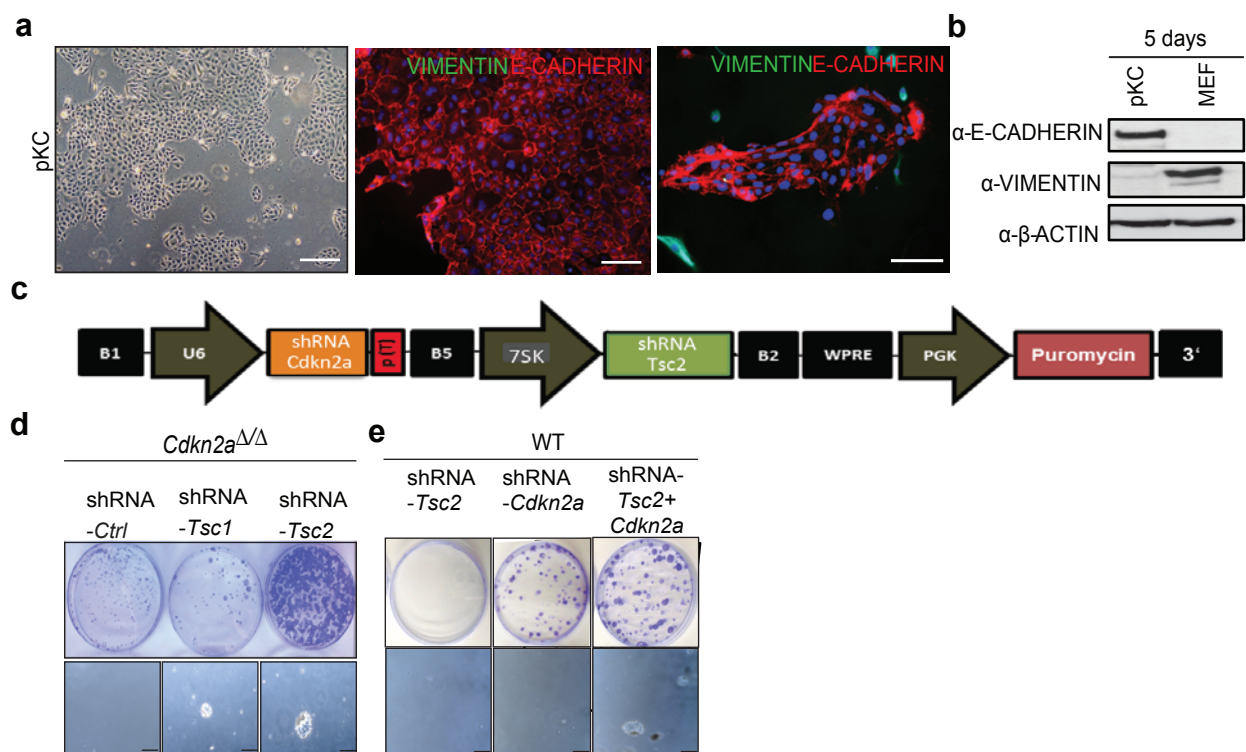 a
pKC
VIMENTINE-CADHERIN
VIMENTINE-CADHERIN
b
5 days
pKC
MEF
α-E-CADHERIN
α-VIMENTIN
α-β-ACTIN
c
B1
U6
shRNA
Cdkn2a
p(T)
B5
7SK
shRNA
Tsc2
B2
WPRE
PGK
Puromycin
3‘
d
Cdkn2aΔ/Δ
shRNA
-Ctrl
shRNA
-Tsc1
shRNA
-Tsc2
e
WT
shRNA
-Tsc2
shRNA
-Cdkn2a
shRNA-
Tsc2+
Cdkn2a